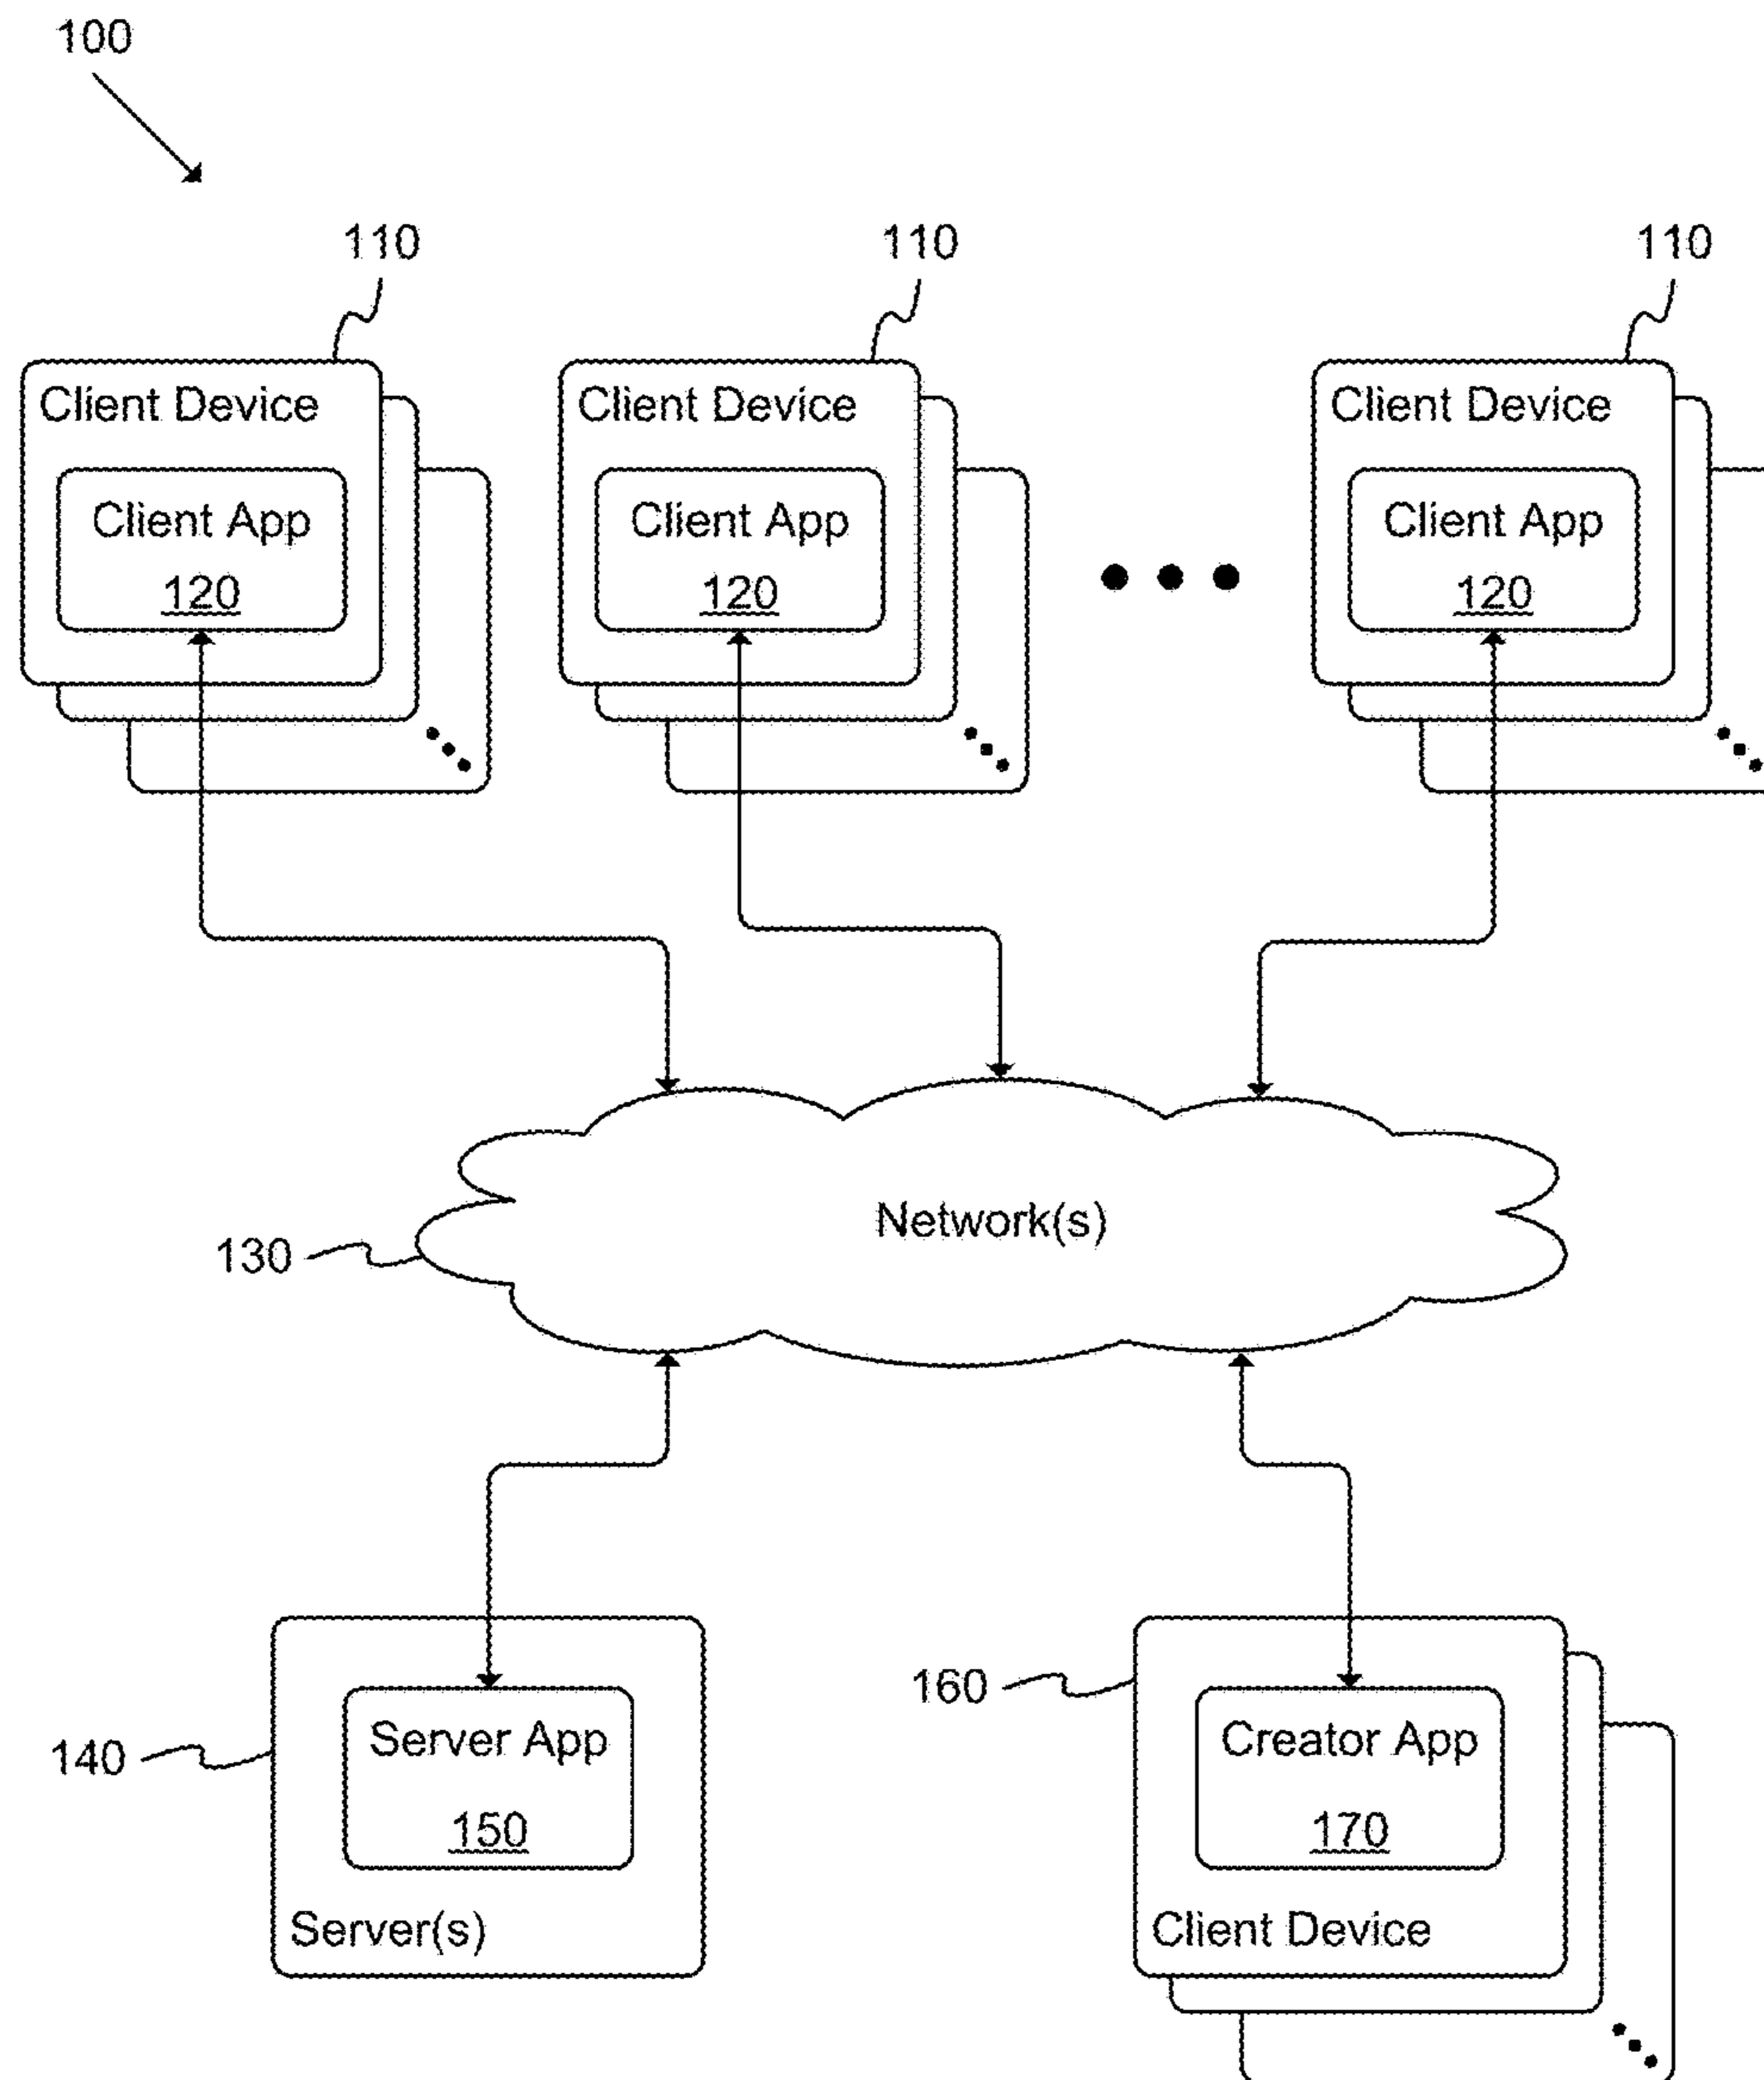 100
110
110
110
Client Device
Client Device
Client Device
Client App
Client App
Client App
120
120
120
Network(s)
130
160
Server App
Creator App
140
150
170
Server(s)
Client Device